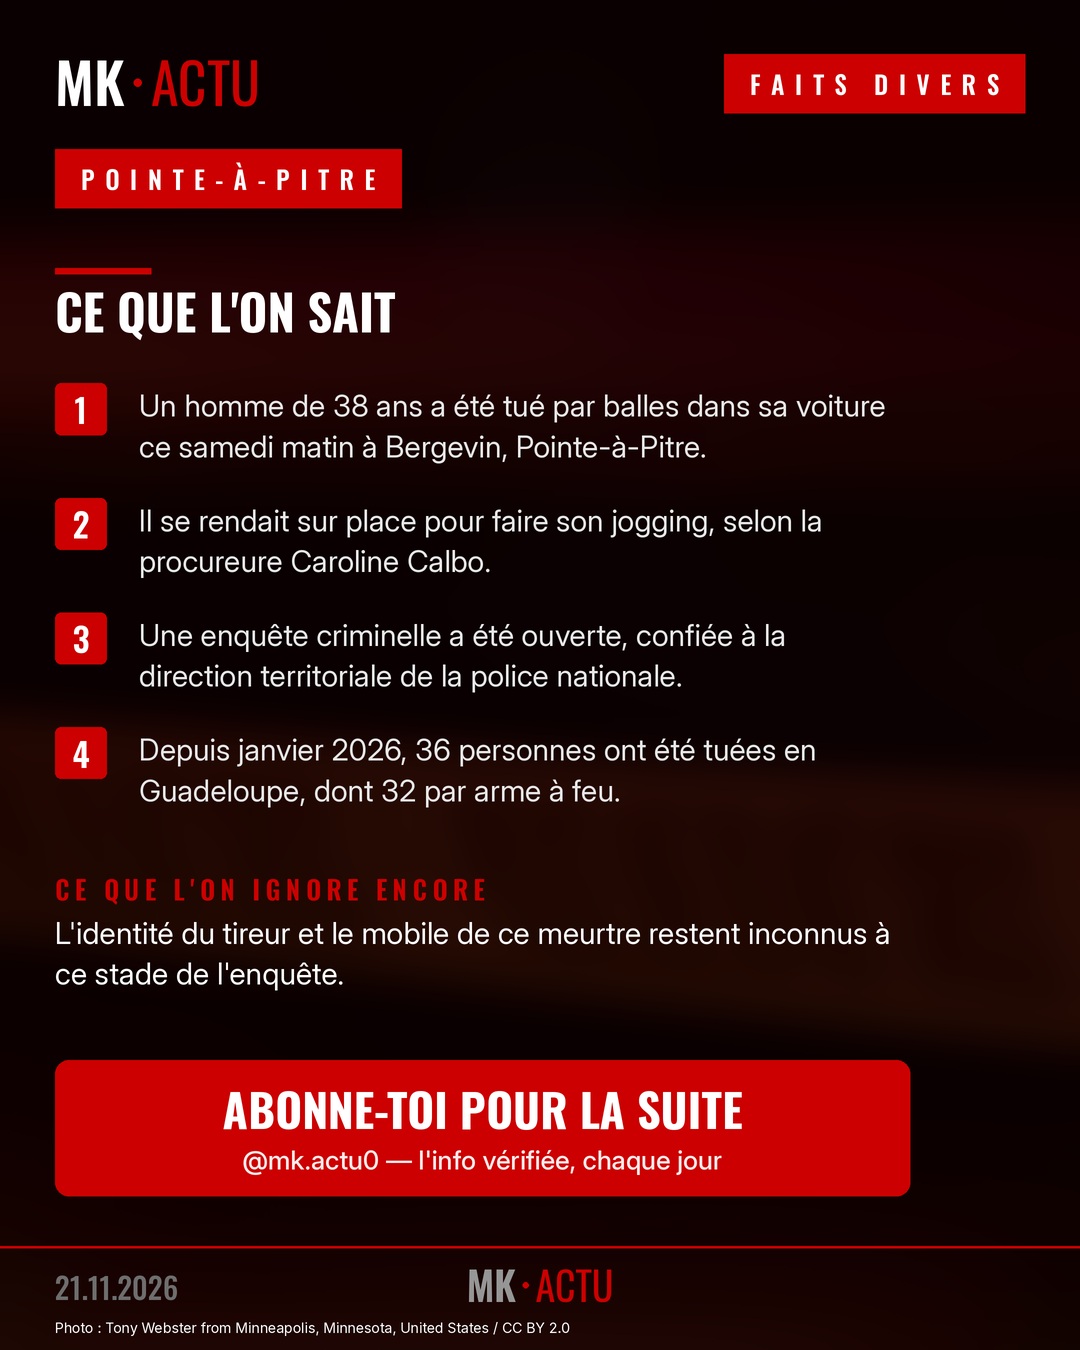 MK·ACTU
FAITS DIVERS
POINTE-À-PITRE
CE QUE L'ON SAIT
1
Un homme de 38 ans a été tué par balles dans sa voiture
ce samedi matin à Bergevin, Pointe-à-Pitre.
2
Il se rendait sur place pour faire son jogging, selon la
procureure Caroline Calbo.
3
Une enquête criminelle a été ouverte, confiée à la
direction territoriale de la police nationale.
4
Depuis janvier 2026, 36 personnes ont été tuées en
Guadeloupe, dont 32 par arme à feu.
CE QUE L'ON IGNORE ENCORE
L'identité du tireur et le mobile de ce meurtre restent inconnus à
ce stade de l'enquête.
ABONNE-TOI POUR LA SUITE
@mk.actu0 — l'info vérifiée, chaque jour
21.11.2026
MK·ACTU
Photo : Tony Webster from Minneapolis, Minnesota, United States / CC BY 2.0